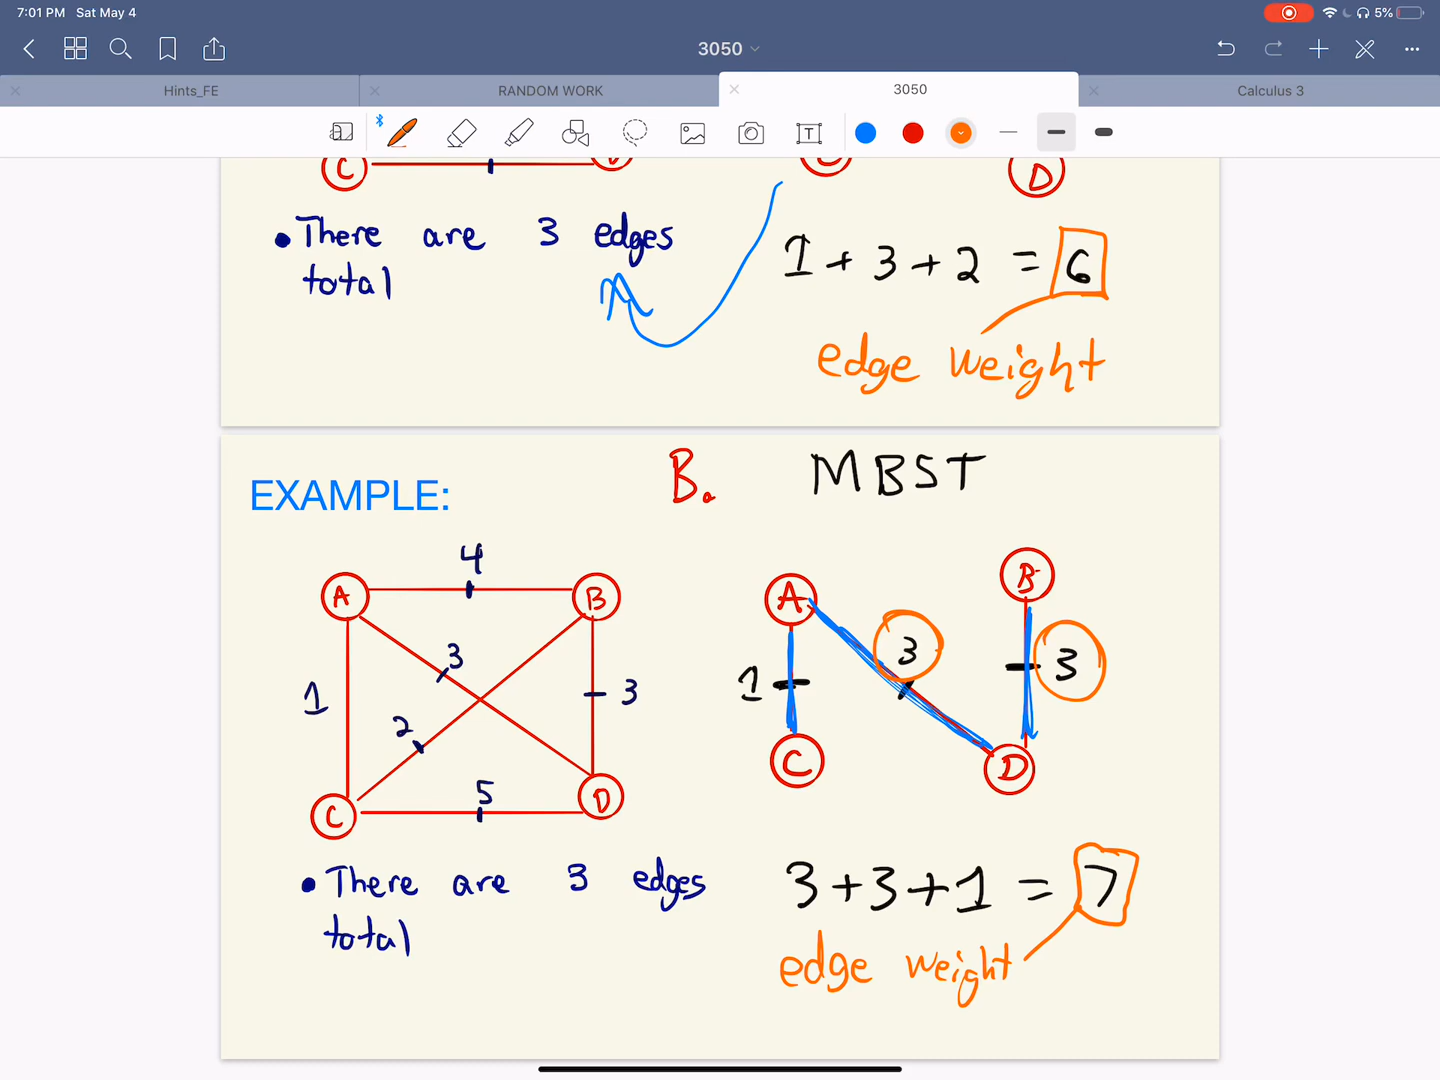 7:01 PM Sat May 4
5%
3050
Hints_FE
RANDOM WORK
3050
Calculus 3
T
C
D
• There are 3 edges
total
1 + 3 + 2 = 6
edge weight
EXAMPLE:
B.
MBST
4
A
B
3
1
3
2
5
C
D
A
B
3
1
3
C
D
• There are 3 edges
total
3 + 3 + 1 = 7
edge weight